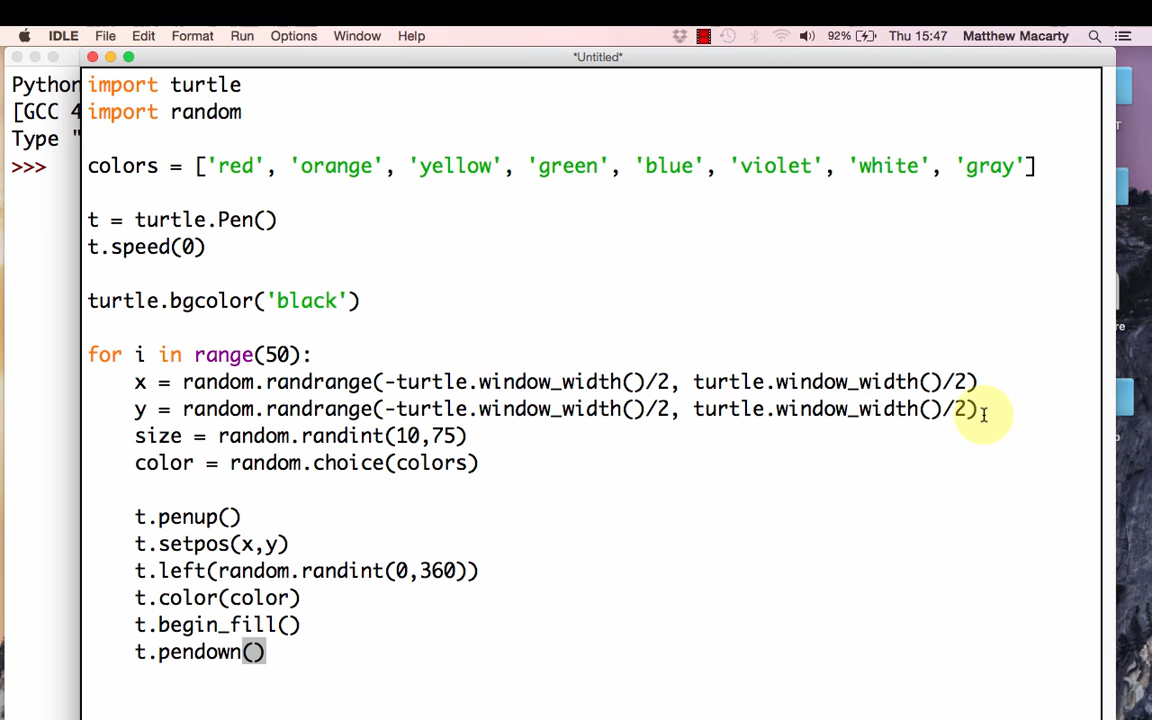 IDLE File Edit Format Run Options Window Help 92% Thu 15:47 Matthew Macarty
*Untitled*
Python
[GCC 4
Type "
>>>
import turtle
import random
colors = ['red', 'orange', 'yellow', 'green', 'blue', 'violet', 'white', 'gray']
t = turtle.Pen()
t.speed(0)
turtle.bgcolor('black')
for i in range(50):
x = random.randrange(-turtle.window_width()/2, turtle.window_width()/2)
y = random.randrange(-turtle.window_width()/2, turtle.window_width()/2)
size = random.randint(10,75)
color = random.choice(colors)
t.penup()
t.setpos(x,y)
t.left(random.randint(0,360))
t.color(color)
t.begin_fill()
t.pendown()